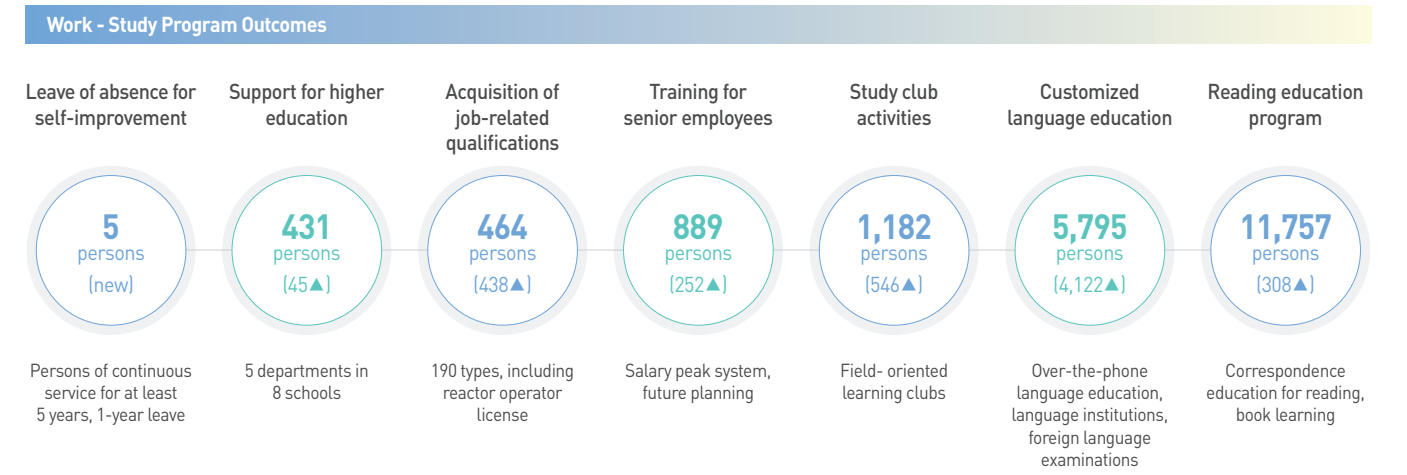 Work - Study Program Outcomes
Leave of absence for
self-improvement
5
persons
(new)
Persons of continuous
service for at least
5 years, 1-year leave
Support for higher
education
431
persons
(45▲)
5 departments in
8 schools
Acquisition of
job-related
qualifications
464
persons
(438▲)
190 types, including
reactor operator
license
Training for
senior employees
889
persons
(252▲)
Salary peak system,
future planning
Study club
activities
1,182
persons
(546▲)
Field- oriented
learning clubs
Customized
language education
5,795
persons
(4,122▲)
Over-the-phone
language education,
language institutions,
foreign language
examinations
Reading education
program
11,757
persons
(308▲)
Correspondence
education for reading,
book learning